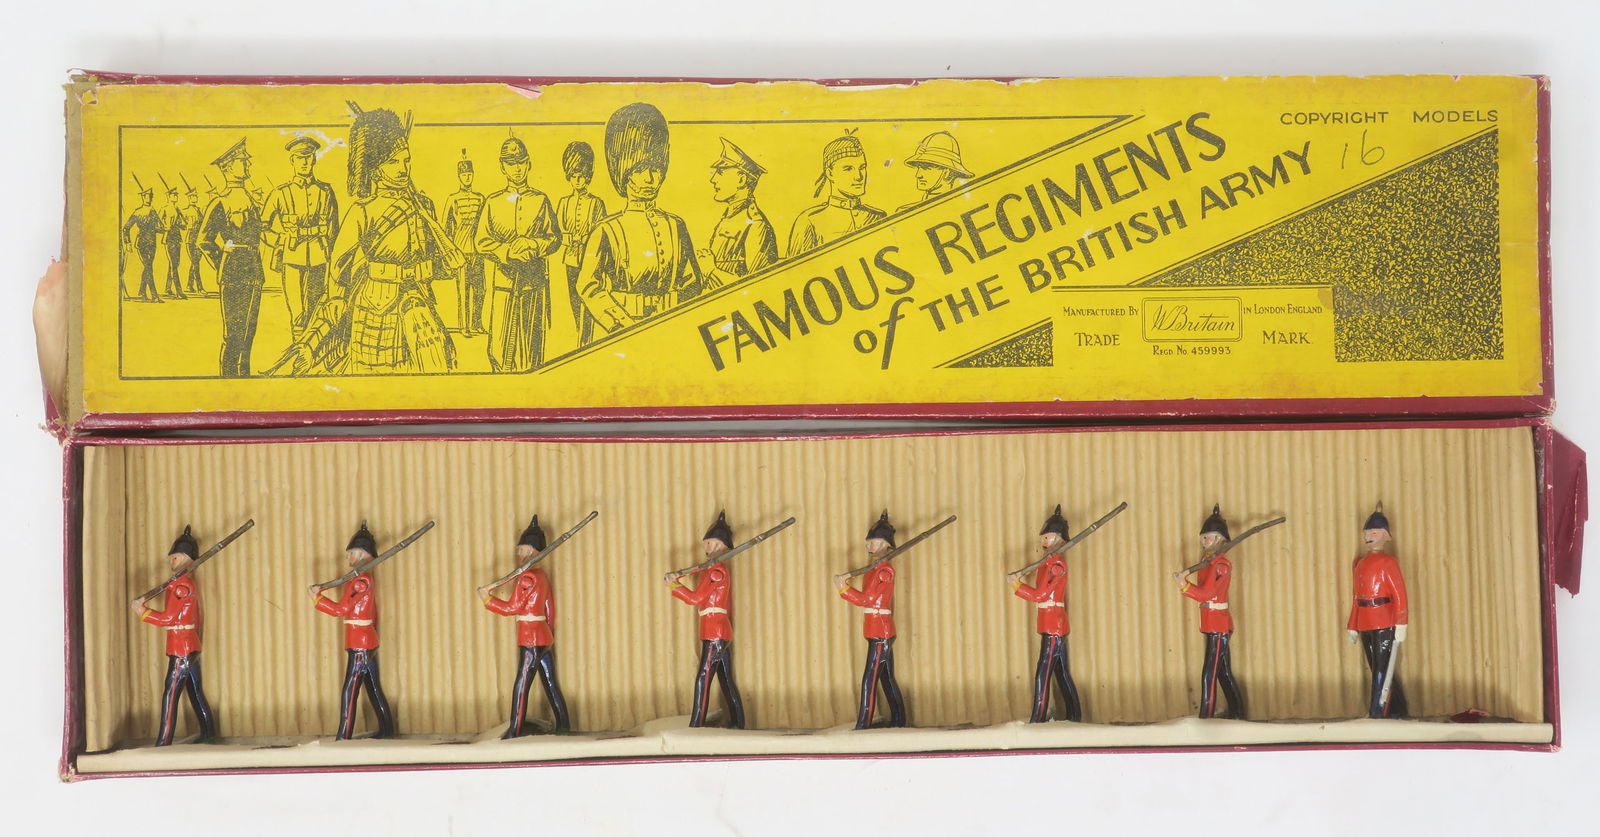 COPYRIGHT MODELS
16
FAMOUS REGIMENTS
of THE BRITISH ARMY
MANUFACTURED BY W Britain IN LONDON ENGLAND
TRADE REGD NO. 459993 MARK.